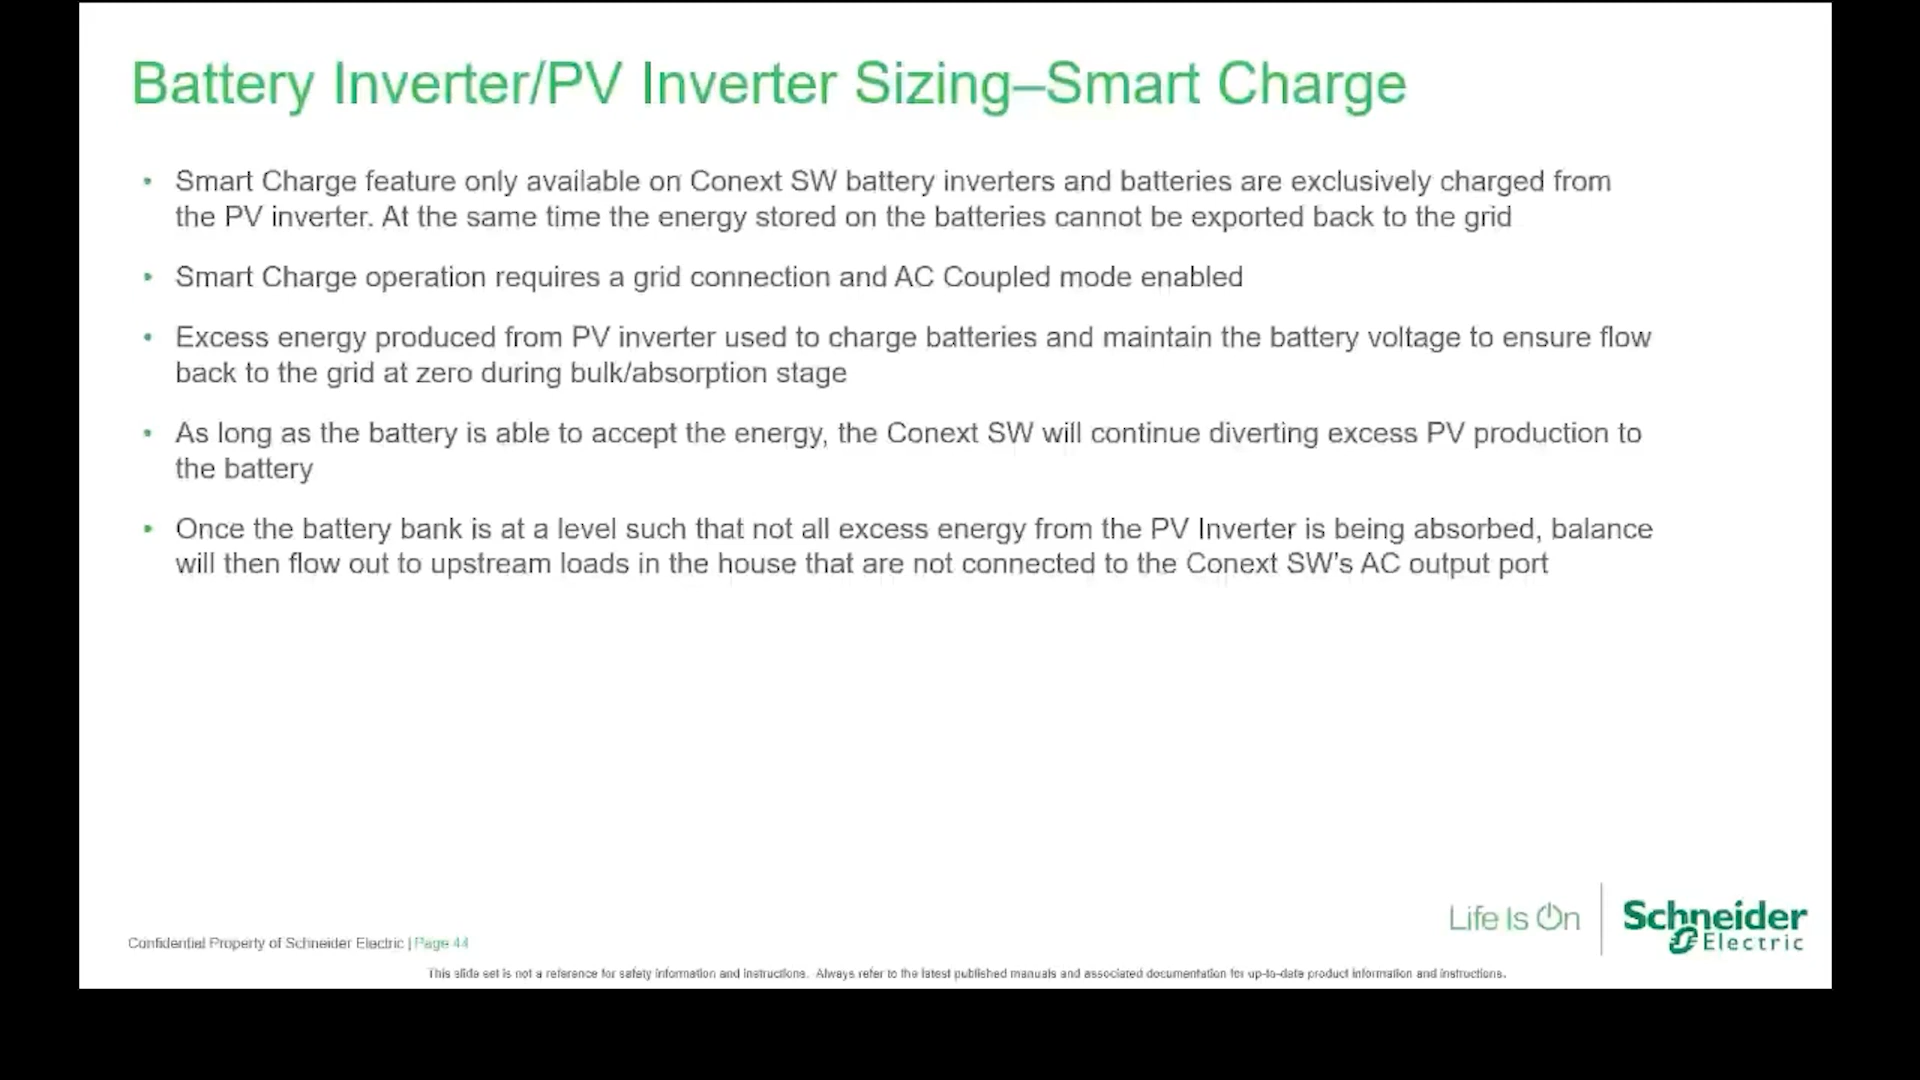 Battery Inverter/PV Inverter Sizing–Smart Charge
• Smart Charge feature only available on Conext SW battery inverters and batteries are exclusively charged from
the PV inverter. At the same time the energy stored on the batteries cannot be exported back to the grid
• Smart Charge operation requires a grid connection and AC Coupled mode enabled
• Excess energy produced from PV inverter used to charge batteries and maintain the battery voltage to ensure flow
back to the grid at zero during bulk/absorption stage
• As long as the battery is able to accept the energy, the Conext SW will continue diverting excess PV production to
the battery
• Once the battery bank is at a level such that not all excess energy from the PV Inverter is being absorbed, balance
will then flow out to upstream loads in the house that are not connected to the Conext SW's AC output port
Life Is On
Schneider
Electric
Confidential Property of Schneider Electric | Page 44
This slide set is not a reference for safety information and instructions. Always refer to the latest published manuals and associated documentation for up-to-date product information and instructions.